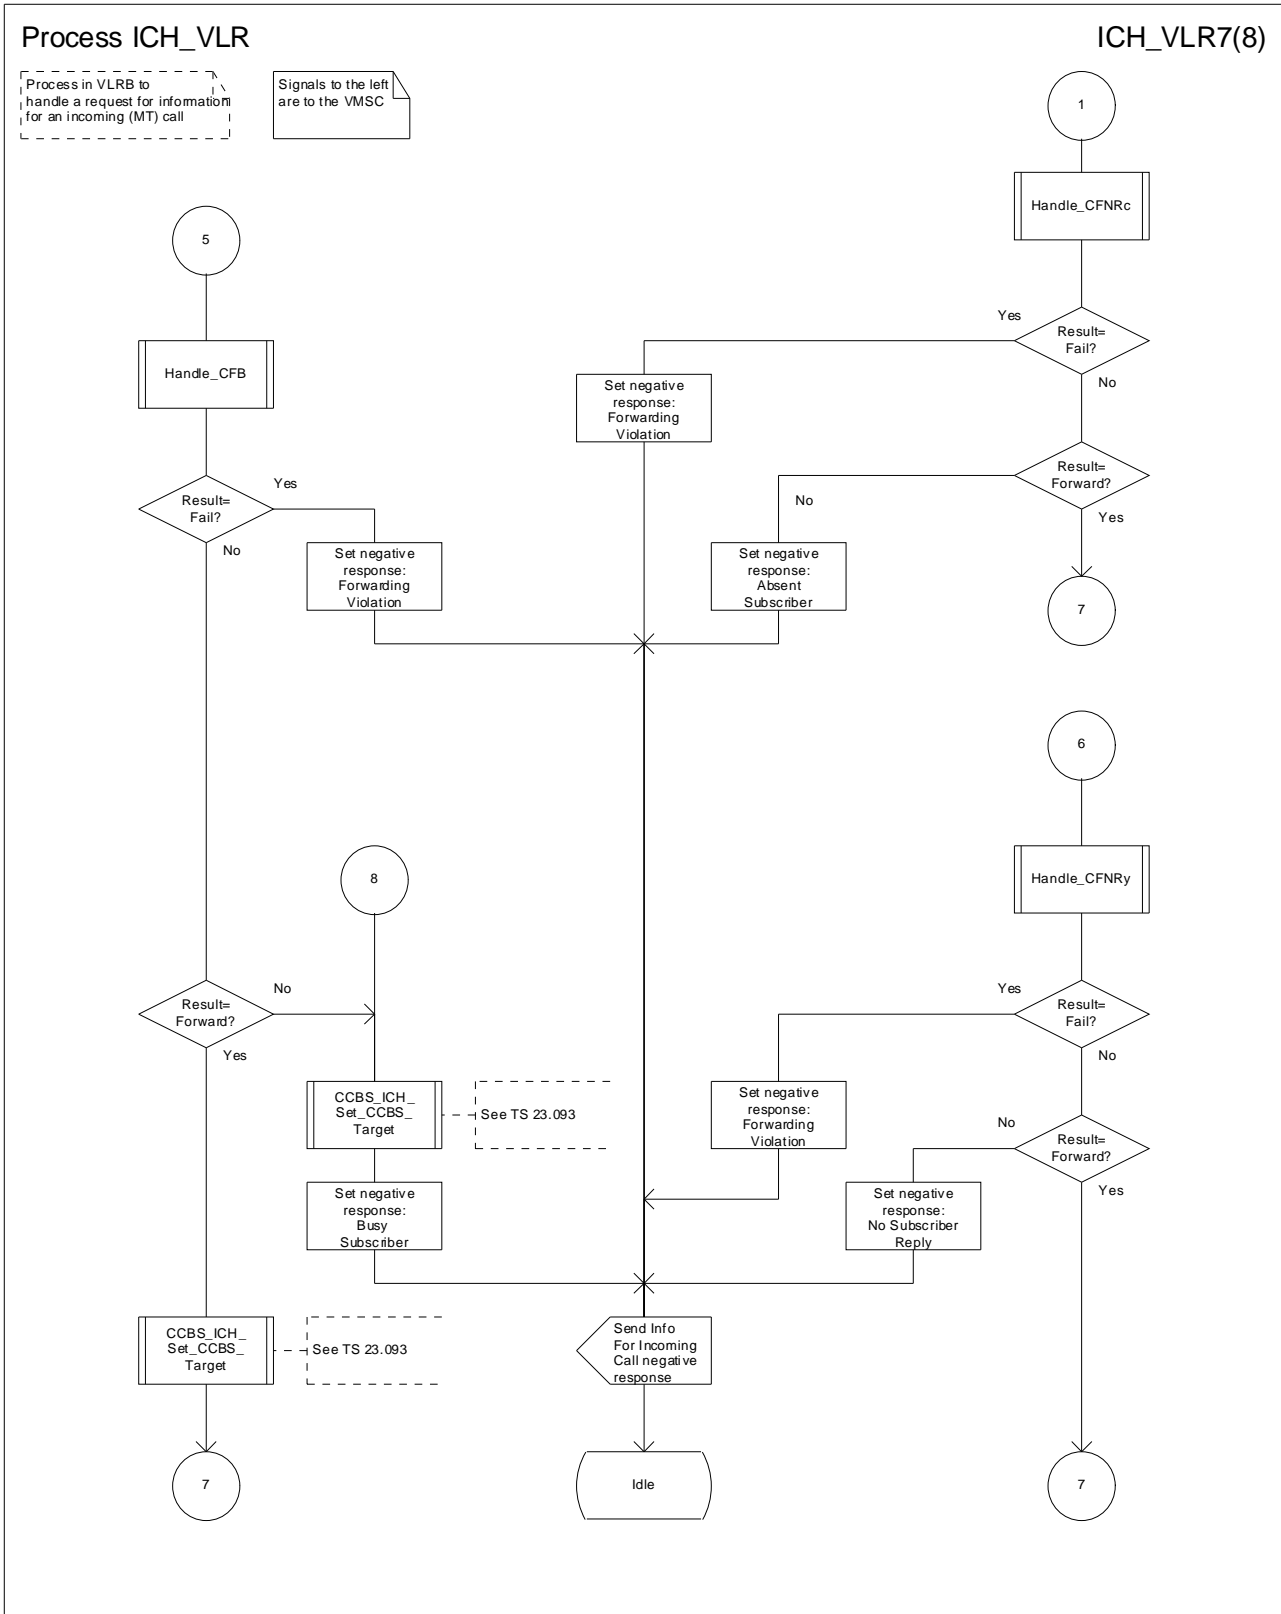 Process ICH_VLR
ICH_VLR7(8)
Process in VLRB to
handle a request for information
for an incoming (MT) call
Signals to the left
are to the VMSC
1
Handle_CFNRc
5
Yes
Result=
Fail?
No
Handle_CFB
Set negative
response:
Forwarding
Violation
Yes
Result=
Fail?
No
No
Result=
Forward?
Yes
Set negative
response:
Forwarding
Violation
Set negative
response:
Absent
Subscriber
7
6
8
Handle_CFNRy
No
Result=
Forward?
Yes
Yes
Result=
Fail?
No
CCBS_ICH_
Set_CCBS_
Target
See TS 23.093
Set negative
response:
Forwarding
Violation
No
Result=
Forward?
Yes
Set negative
response:
Busy
Subscriber
Set negative
response:
No Subscriber
Reply
CCBS_ICH_
Set_CCBS_
Target
See TS 23.093
Send Info
For Incoming
Call negative
response
7
Idle
7